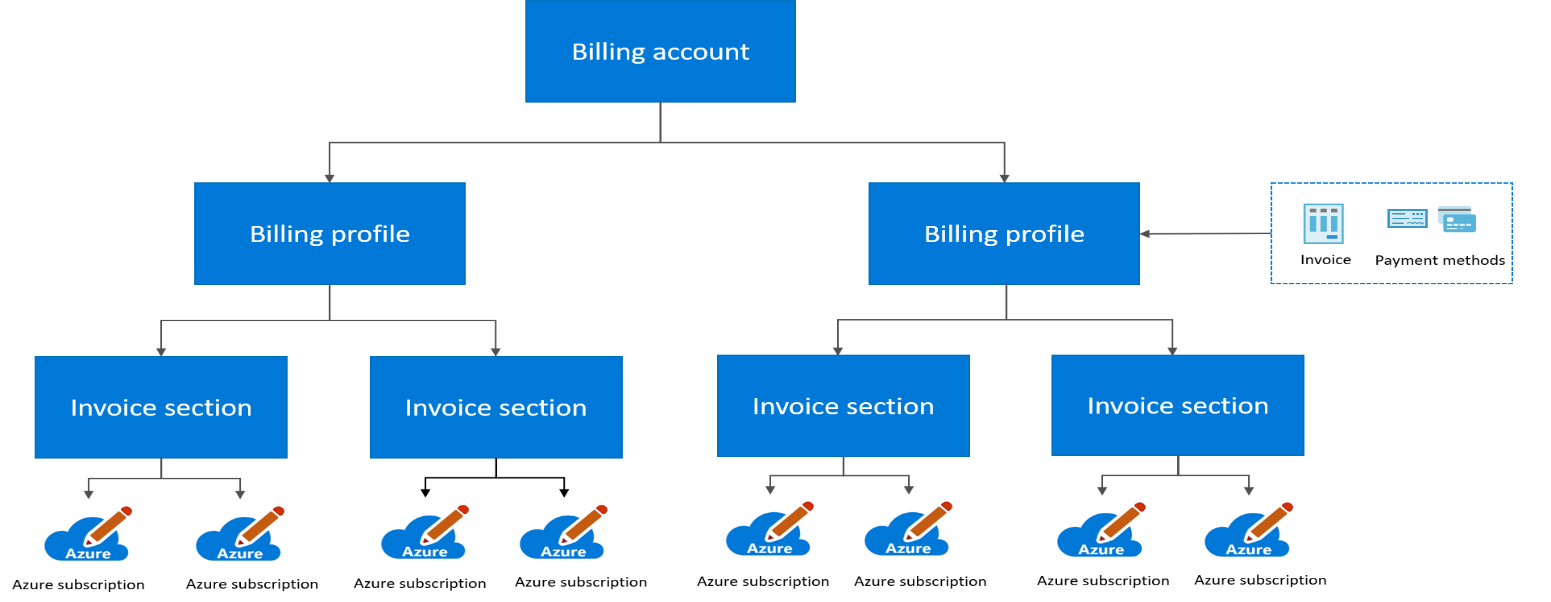 Billing account
Billing profile
Billing profile
Invoice
Payment methods
Invoice section
Invoice section
Invoice section
Invoice section
Azure
Azure
Azure
Azure
Azure
Azure
Azure
Azure
Azure subscription
Azure subscription
Azure subscription
Azure subscription
Azure subscription
Azure subscription
Azure subscription
Azure subscription